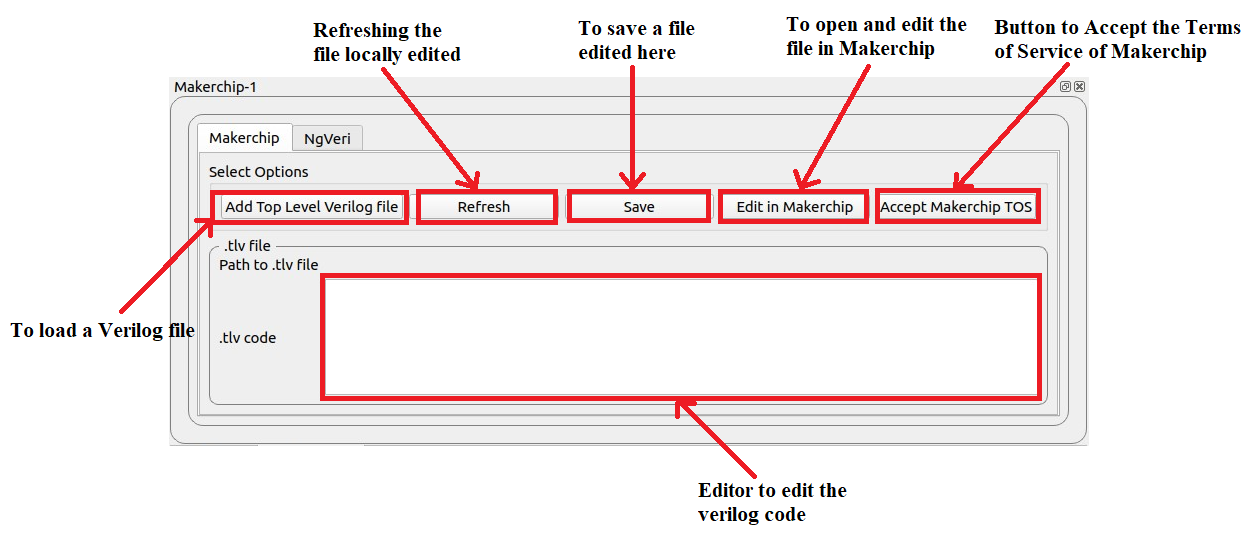 Refreshing the
file locally edited
To save a file
edited here
To open and edit the
file in Makerchip
Button to Accept the Terms
of Service of Makerchip
Makerchip-1
Makerchip
NgVeri
Select Options
Add Top Level Verilog file
Refresh
Save
Edit in Makerchip
Accept Makerchip TOS
.tlv file
Path to .tlv file
To load a Verilog file
.tlv code
Editor to edit the
verilog code